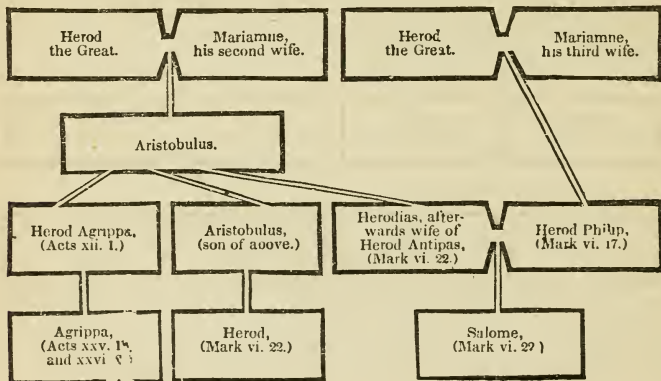 Herod
the Great.
Mariamne,
his second wife.
Herod
the Great.
Mariamne,
his third wife.
Aristobulus.
Herod Agrippa,
(Acts xii. 1.)
Aristobulus,
(son of above.)
Herodias, after-
wards wife of
Herod Antipas,
(Mark vi. 22.)
Herod Philip,
(Mark vi. 17.)
Agrippa,
(Acts xxv.
and xxvi
Herod,
(Mark vi. 22.)
Salome,
(Mark vi.